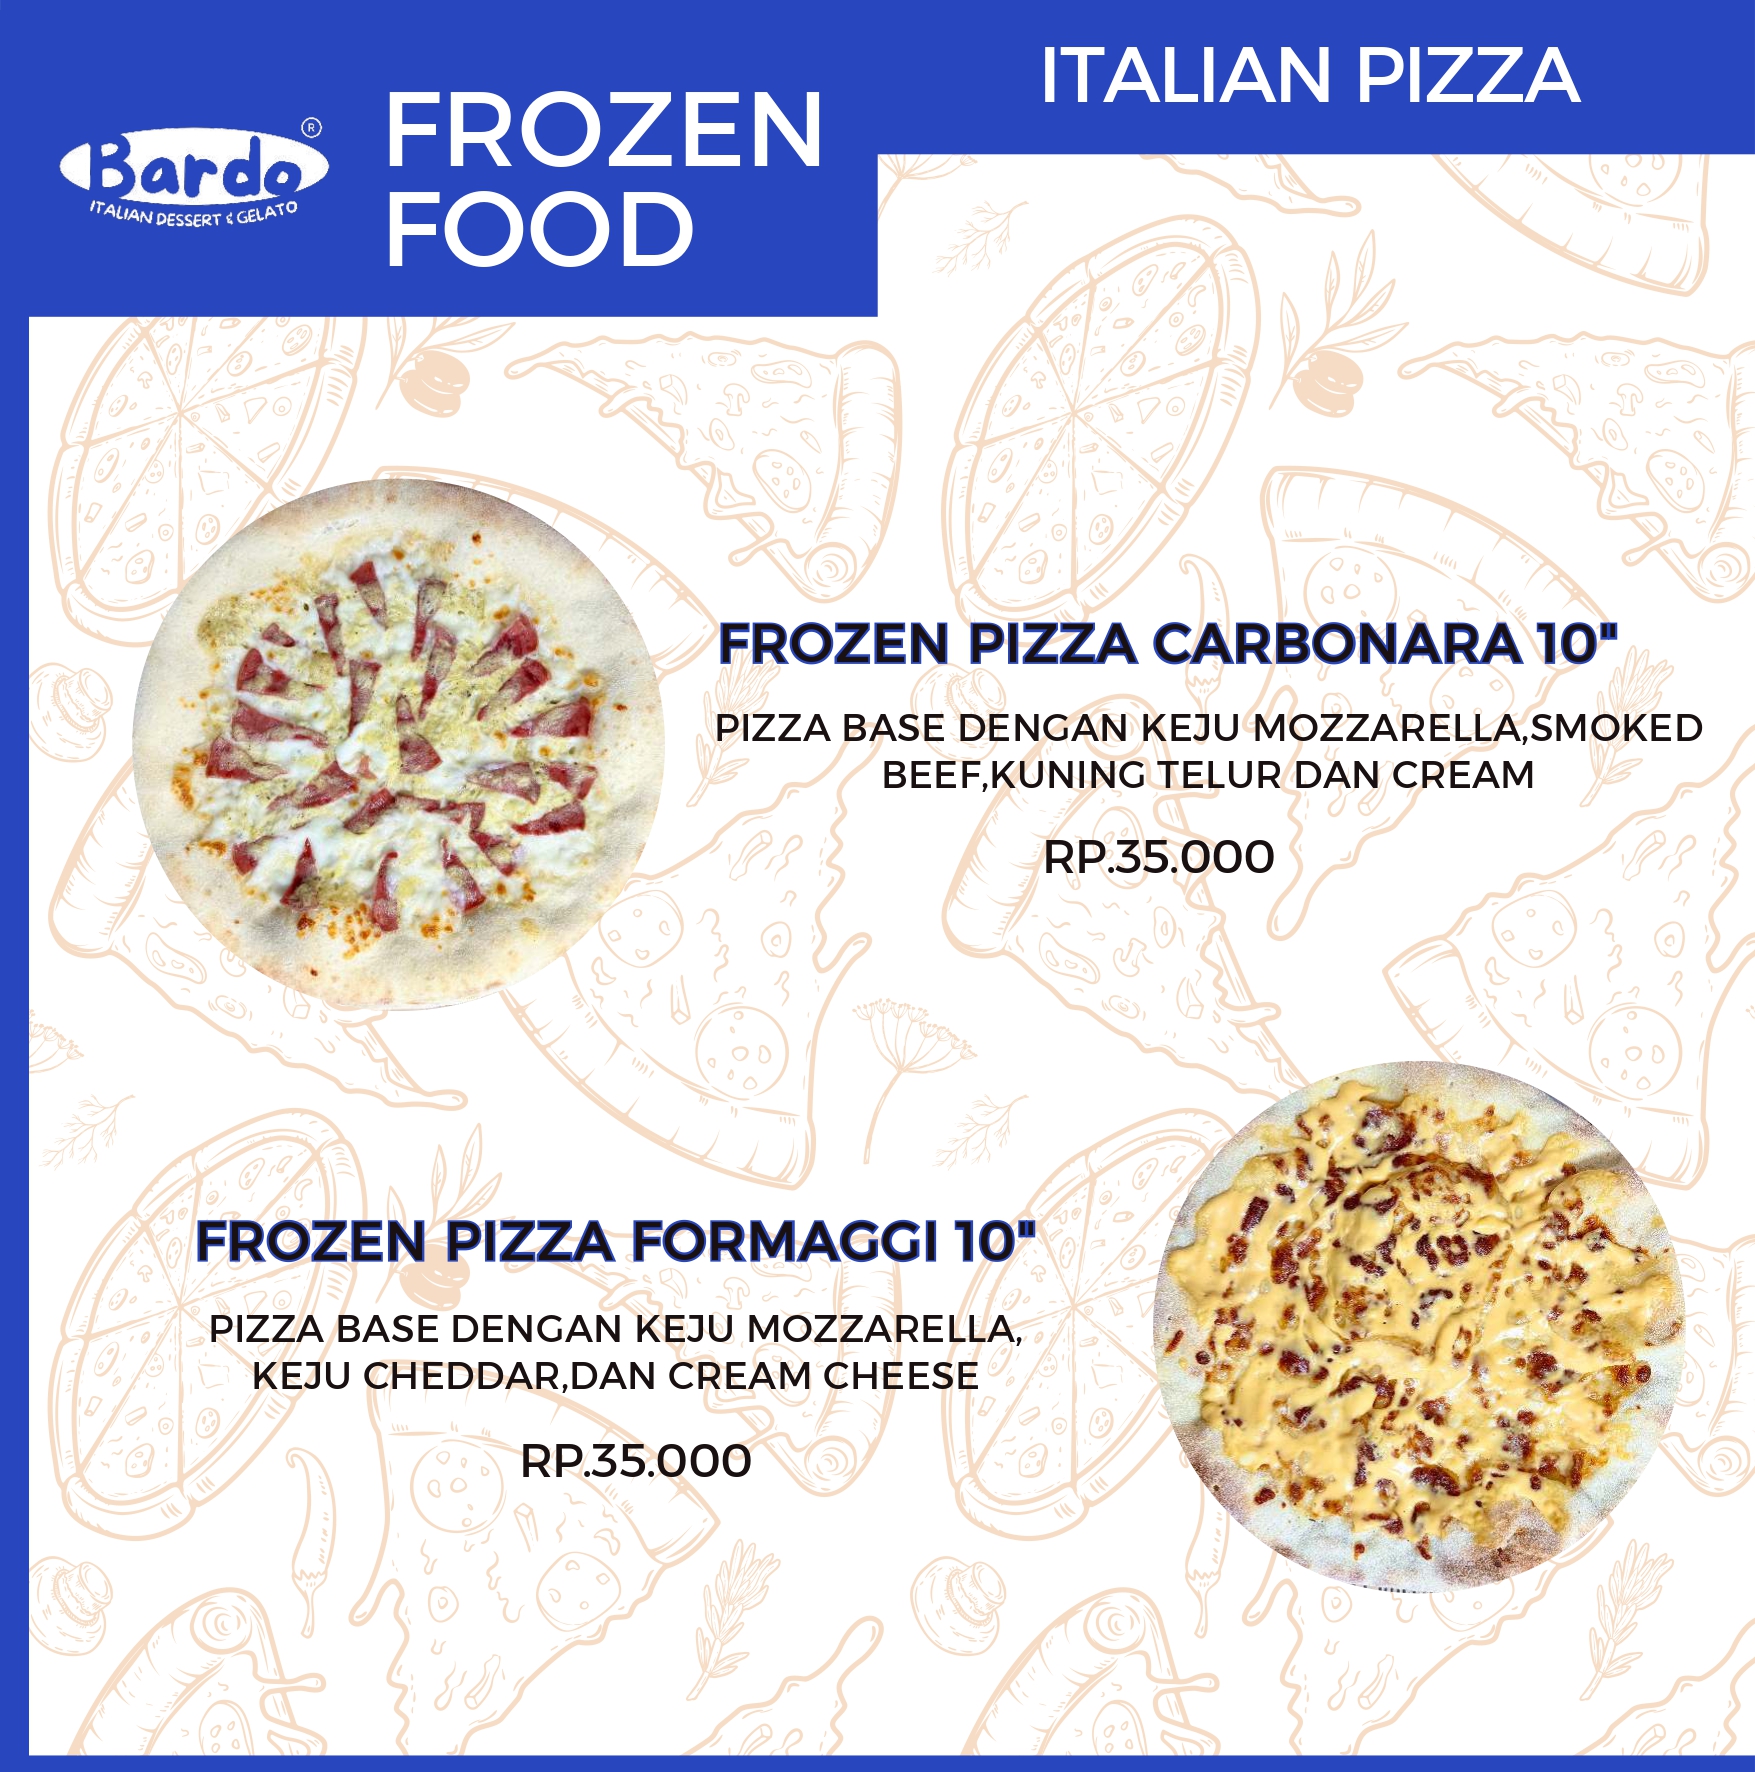 Bardo ®
ITALIAN DESSERT & GELATO
FROZEN
FOOD
ITALIAN PIZZA
FROZEN PIZZA CARBONARA 10"
PIZZA BASE DENGAN KEJU MOZZARELLA,SMOKED
BEEF,KUNING TELUR DAN CREAM
RP.35.000
FROZEN PIZZA FORMAGGI 10"
PIZZA BASE DENGAN KEJU MOZZARELLA,
KEJU CHEDDAR,DAN CREAM CHEESE
RP.35.000